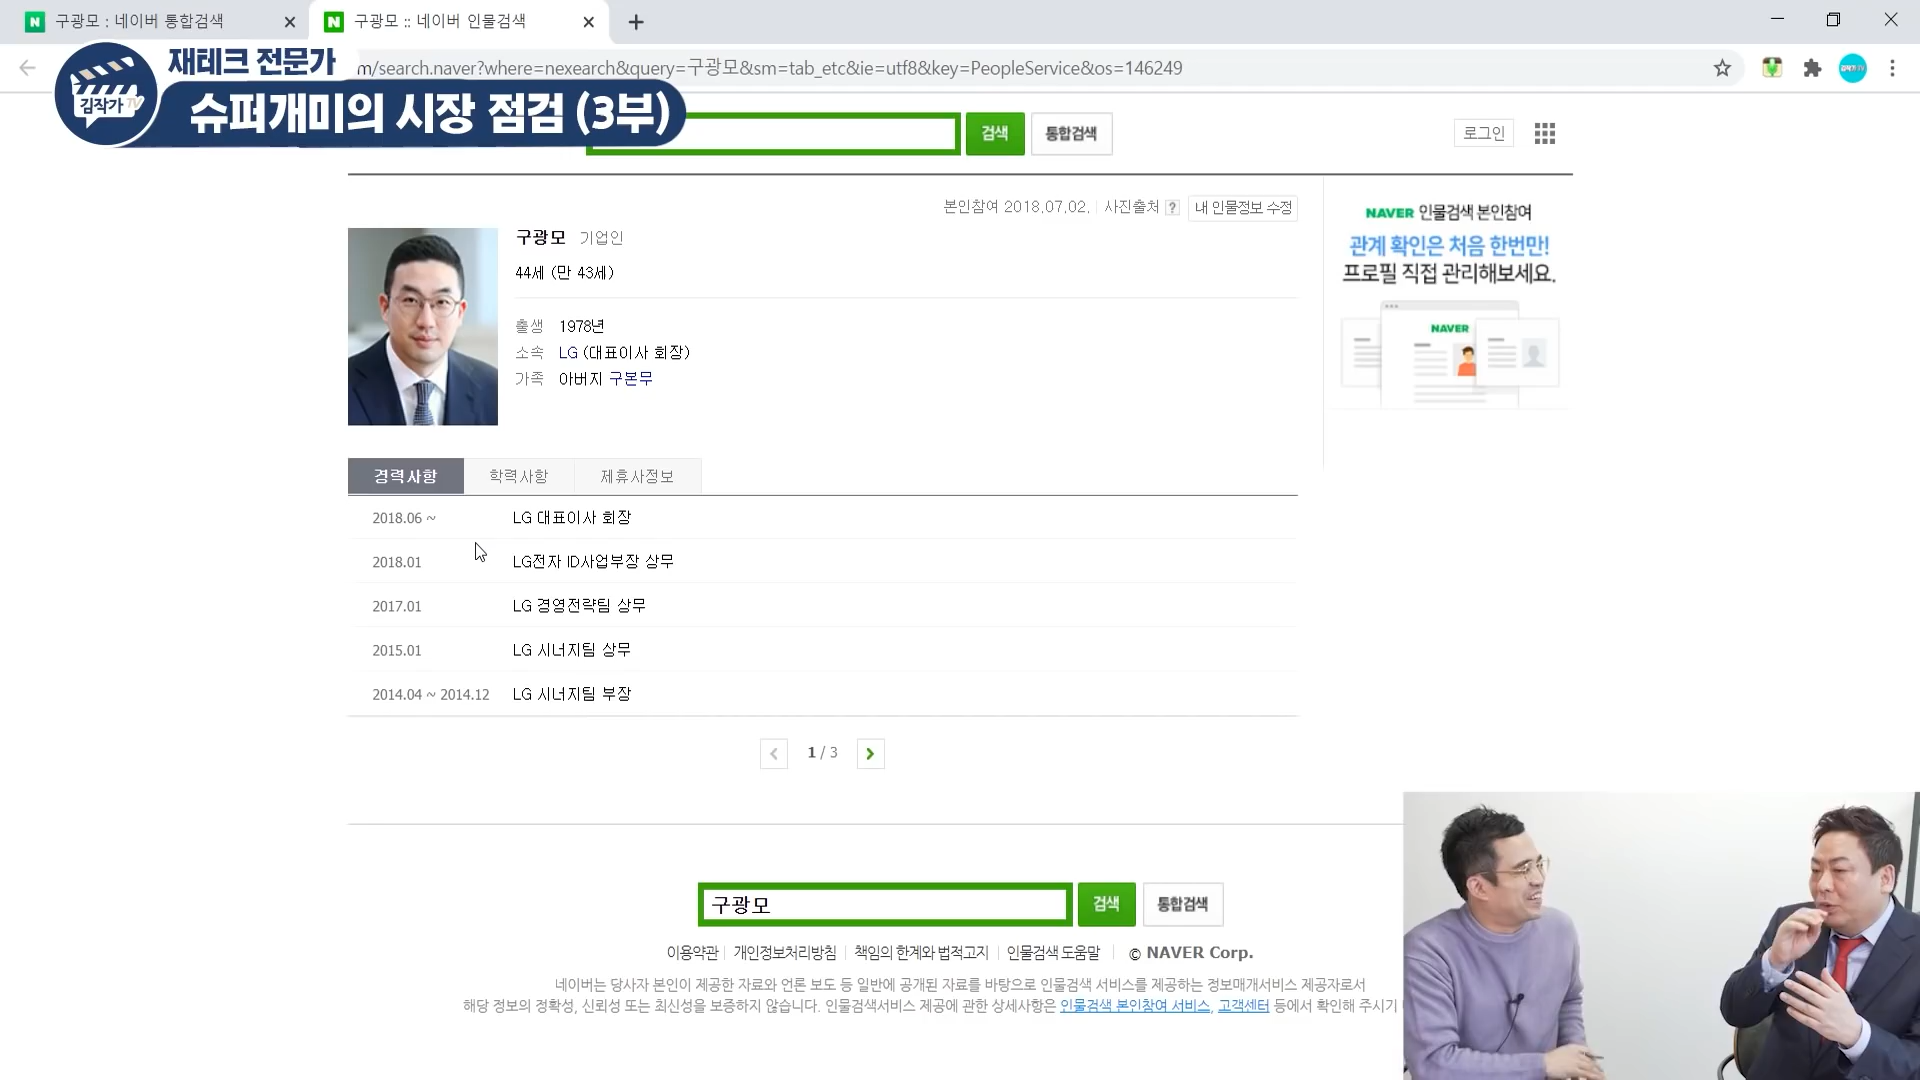 구광모 : 네이버 통합검색
구광모 :: 네이버 인물검색
재테크 전문가
슈퍼개미의 시장 점검 (3부)
김작가 TV
m/search.naver?where=nexearch&query=구광모&sm=tab_etc&ie=utf8&key=PeopleService&os=146249
검색
통합검색
로그인
본인참여 2018.07.02.
사진출처 ?
내 인물정보 수정
구광모 기업인
44세 (만 43세)
출생 1978년
소속 LG (대표이사 회장)
가족 아버지 구본무
NAVER 인물검색 본인참여
관계 확인은 처음 한번만!
프로필 직접 관리해보세요.
NAVER
경력사항
학력사항
제휴사정보
2018.06 ~ LG 대표이사 회장
2018.01 LG전자 ID사업부장 상무
2017.01 LG 경영전략팀 상무
2015.01 LG 시너지팀 상무
2014.04 ~ 2014.12 LG 시너지팀 부장
1 / 3
구광모
검색
통합검색
이용약관
개인정보처리방침
책임의 한계와 법적고지
인물검색 도움말
© NAVER Corp.
네이버는 당사자 본인이 제공한 자료와 언론 보도 등 일반에 공개된 자료를 바탕으로 인물검색 서비스를 제공하는 정보매개서비스 제공자로서
해당 정보의 정확성, 신뢰성 또는 최신성을 보증하지 않습니다. 인물검색서비스 제공에 관한 상세사항은 인물검색 본인참여 서비스, 고객센터 등에서 확인해 주시기